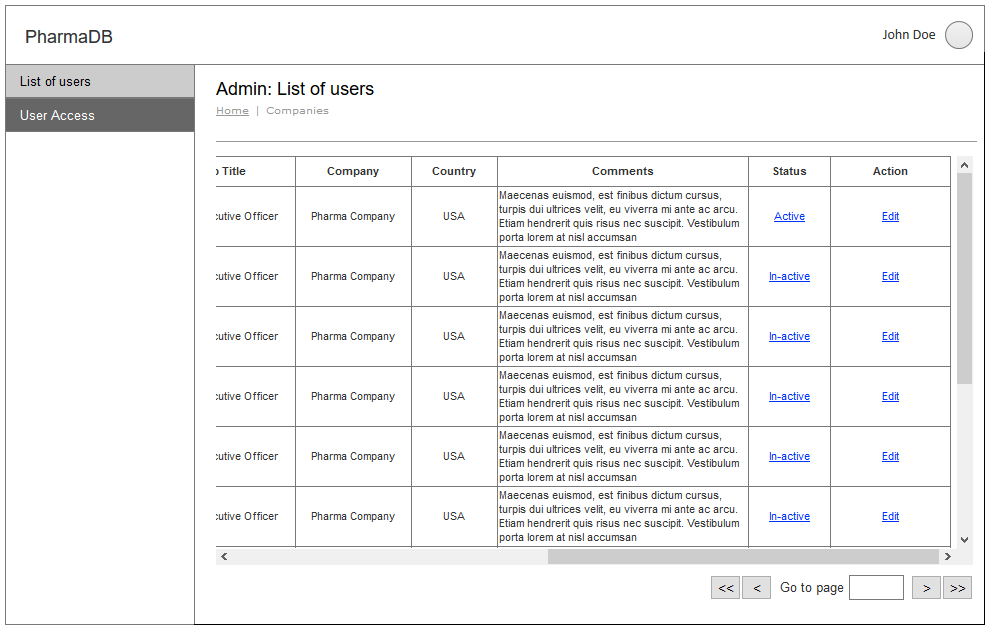 PharmaDB
John Doe
List of users
User Access
Admin: List of users
Home | Companies
Title Company Country Comments Status Action
Officer Pharma Company USA Maecenas euismod, est finibus dictum cursus, turpis dui ultrices velit, eu viverra mi ante ac arcu. Etiam hendrerit quis risus nec suscipit. Vestibulum porta lorem at nisl accumsan Active Edit
Officer Pharma Company USA Maecenas euismod, est finibus dictum cursus, turpis dui ultrices velit, eu viverra mi ante ac arcu. Etiam hendrerit quis risus nec suscipit. Vestibulum porta lorem at nisl accumsan In-active Edit
Officer Pharma Company USA Maecenas euismod, est finibus dictum cursus, turpis dui ultrices velit, eu viverra mi ante ac arcu. Etiam hendrerit quis risus nec suscipit. Vestibulum porta lorem at nisl accumsan In-active Edit
Officer Pharma Company USA Maecenas euismod, est finibus dictum cursus, turpis dui ultrices velit, eu viverra mi ante ac arcu. Etiam hendrerit quis risus nec suscipit. Vestibulum porta lorem at nisl accumsan In-active Edit
Officer Pharma Company USA Maecenas euismod, est finibus dictum cursus, turpis dui ultrices velit, eu viverra mi ante ac arcu. Etiam hendrerit quis risus nec suscipit. Vestibulum porta lorem at nisl accumsan In-active Edit
Officer Pharma Company USA Maecenas euismod, est finibus dictum cursus, turpis dui ultrices velit, eu viverra mi ante ac arcu. Etiam hendrerit quis risus nec suscipit. Vestibulum porta lorem at nisl accumsan In-active Edit
<< < Go to page > >>